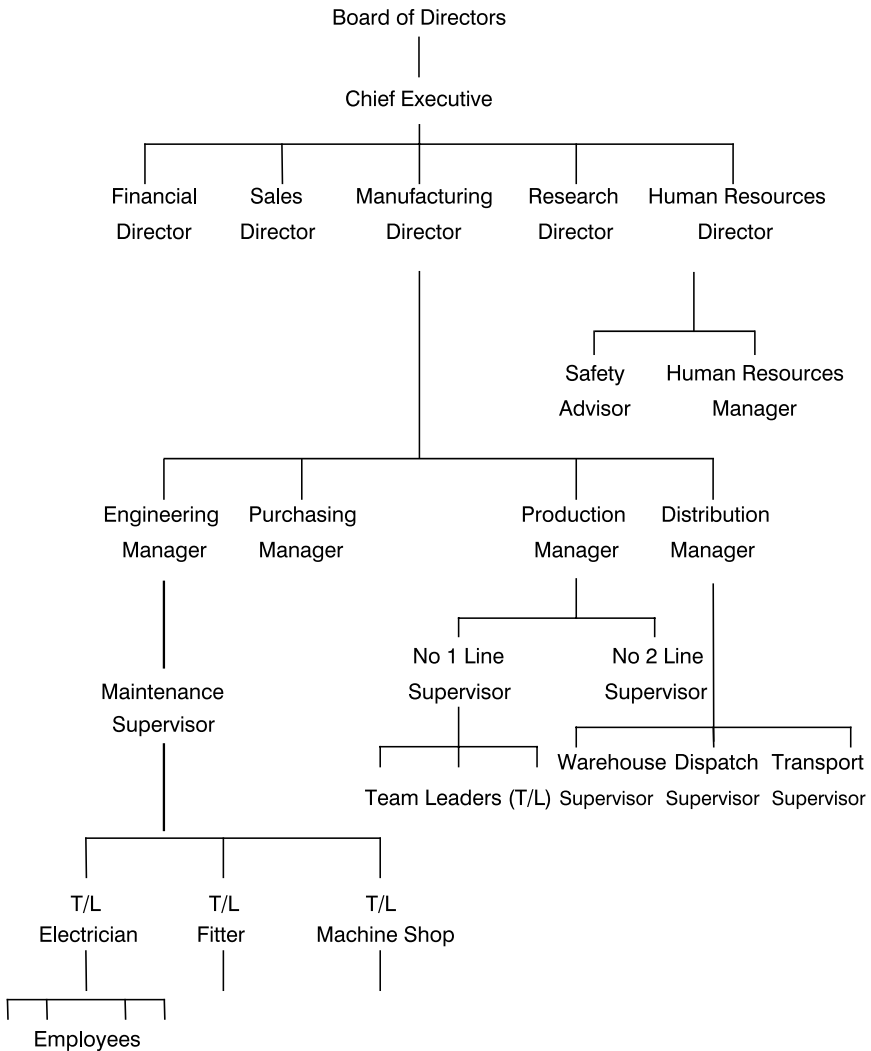 Board of Directors
Chief Executive
Financial Sales Manufacturing Research Human Resources
Director Director Director Director Director
Safety Human Resources
Advisor Manager
Engineering Purchasing Production Distribution
Manager Manager Manager Manager
No 1 Line No 2 Line
Supervisor Supervisor
Maintenance
Supervisor
Warehouse Dispatch Transport
Team Leaders (T/L) Supervisor Supervisor Supervisor
T/L T/L T/L
Electrician Fitter Machine Shop
Employees